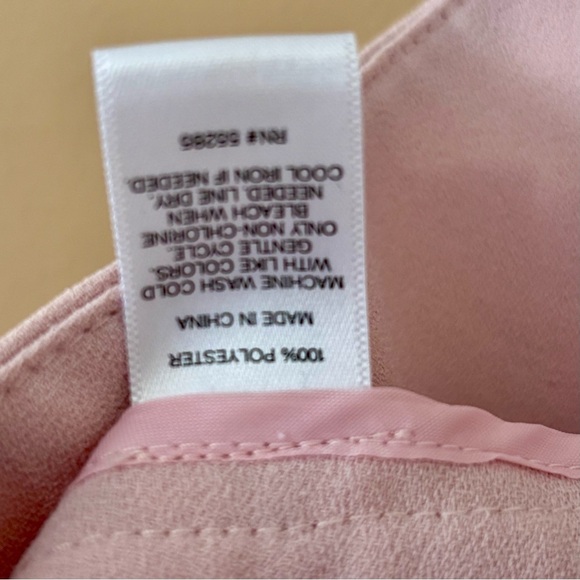 100% POLYESTER
MADE IN CHINA
MACHINE WASH COLD
WITH LIKE COLORS.
GENTLE CYCLE.
ONLY NON-CHLORINE
BLEACH WHEN
NEEDED. LINE DRY.
COOL IRON IF NEEDED.
RN# 55285